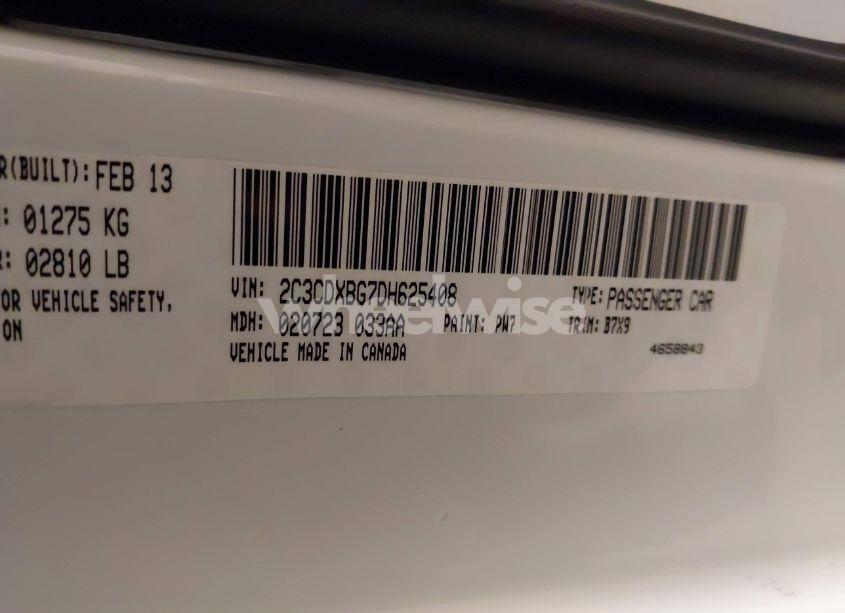 R(BUILT): FEB 13
: 01275 KG
R: 02810 LB
OR VEHICLE SAFETY,
ON
VIN: 2C3CDXBG7DH625408 TYPE: PASSENGER CAR
MDH: 020723 033AA PAINT: PW7 TRIM: B7X9
VEHICLE MADE IN CANADA 4658843
wheelwise